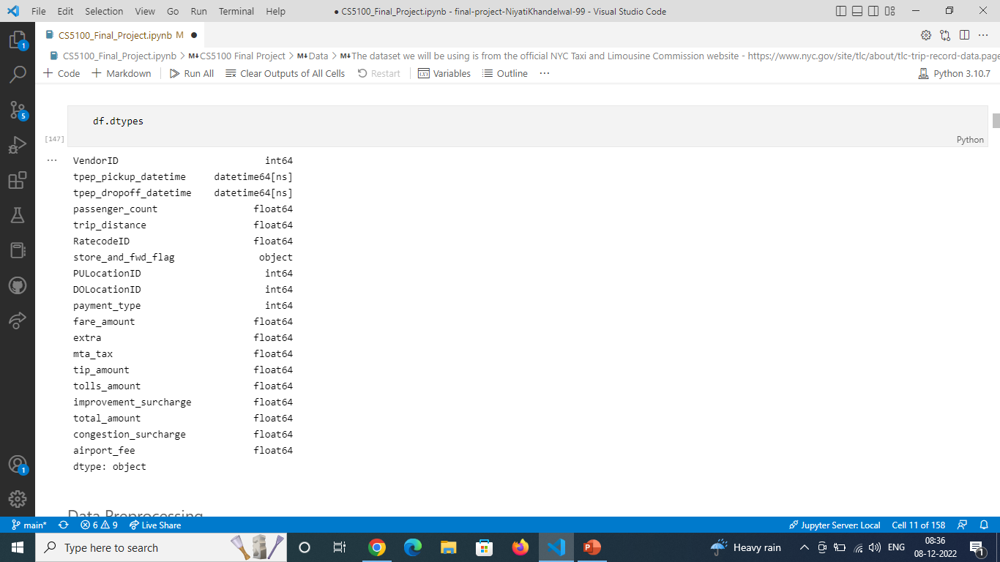 File Edit Selection View Go Run Terminal Help
● CS5100_Final_Project.ipynb - final-project-NiyatiKhandelwal-99 - Visual Studio Code
CS5100_Final_Project.ipynb M ●
CS5100_Final_Project.ipynb > M↓CS5100 Final Project > M↓Data > M↓The dataset we will be using is from the official NYC Taxi and Limousine Commission website - https://www.nyc.gov/site/tlc/about/tlc-trip-record-data.page
+ Code + Markdown Run All Clear Outputs of All Cells Restart Variables Outline ···
Python 3.10.7
df.dtypes
[147]
Python
VendorID int64
tpep_pickup_datetime datetime64[ns]
tpep_dropoff_datetime datetime64[ns]
passenger_count float64
trip_distance float64
RatecodeID float64
store_and_fwd_flag object
PULocationID int64
DOLocationID int64
payment_type int64
fare_amount float64
extra float64
mta_tax float64
tip_amount float64
tolls_amount float64
improvement_surcharge float64
total_amount float64
congestion_surcharge float64
airport_fee float64
dtype: object
Data Preprocessing
1
5
1
main* 6 9 Live Share
Jupyter Server: Local Cell 11 of 158
Type here to search
Heavy rain
ENG
08:36
08-12-2022
1